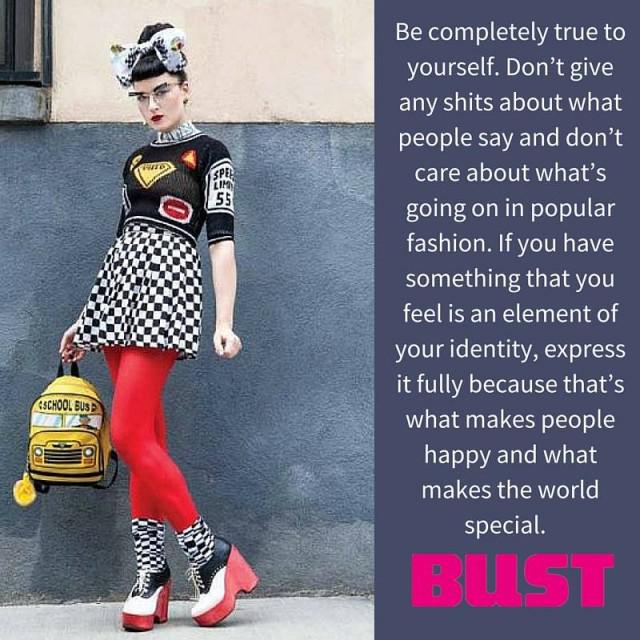 YIELD
SPEED
LIMIT
55
SCHOOL BUS
Be completely true to
yourself. Don’t give
any shits about what
people say and don’t
care about what’s
going on in popular
fashion. If you have
something that you
feel is an element of
your identity, express
it fully because that’s
what makes people
happy and what
makes the world
special.
BUST